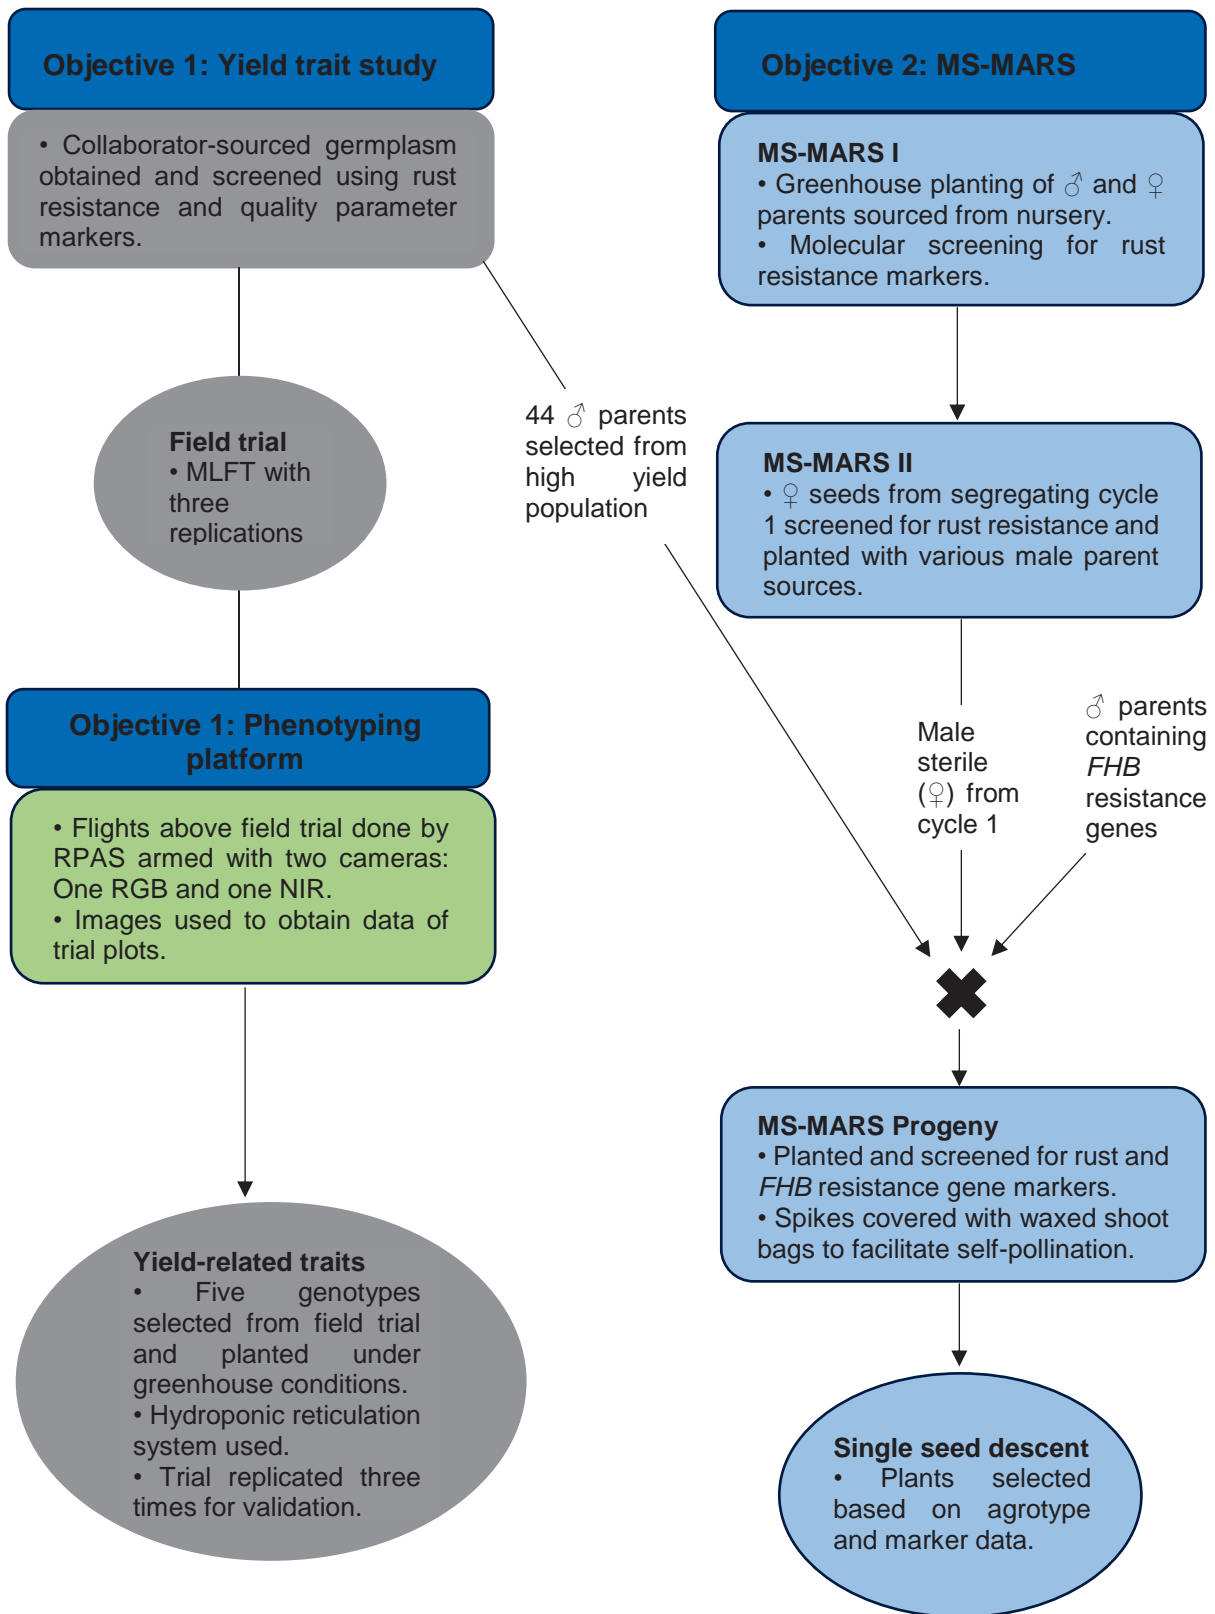 Objective 1: Yield trait study
• Collaborator-sourced germplasm
obtained and screened using rust
resistance and quality parameter
markers.
Field trial
• MLFT with
three
replications
Objective 1: Phenotyping
platform
• Flights above field trial done by
RPAS armed with two cameras:
One RGB and one NIR.
• Images used to obtain data of
trial plots.
Yield-related traits
• Five genotypes
selected from field trial
and planted under
greenhouse conditions.
• Hydroponic reticulation
system used.
• Trial replicated three
times for validation.
44 ♂ parents
selected from
high yield
population
Objective 2: MS-MARS
MS-MARS I
• Greenhouse planting of ♂ and ♀
parents sourced from nursery.
• Molecular screening for rust
resistance markers.
MS-MARS II
• ♀ seeds from segregating cycle
1 screened for rust resistance and
planted with various male parent
sources.
Male
sterile
(♀) from
cycle 1
♂ parents
containing
FHB
resistance
genes
MS-MARS Progeny
• Planted and screened for rust and
FHB resistance gene markers.
• Spikes covered with waxed shoot
bags to facilitate self-pollination.
Single seed descent
• Plants selected
based on agrotype
and marker data.